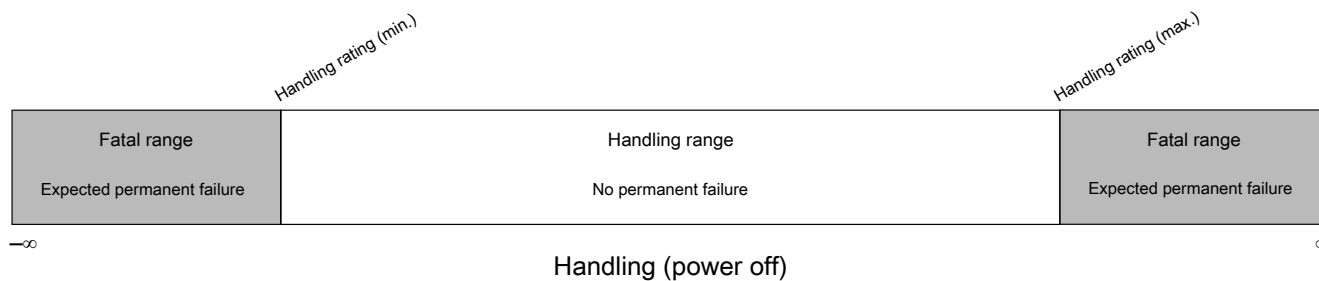 Handling rating (min.)
Handling rating (max.)
Fatal range
Handling range
Fatal range
Expected permanent failure
No permanent failure
Expected permanent failure
–∞
Handling (power off)